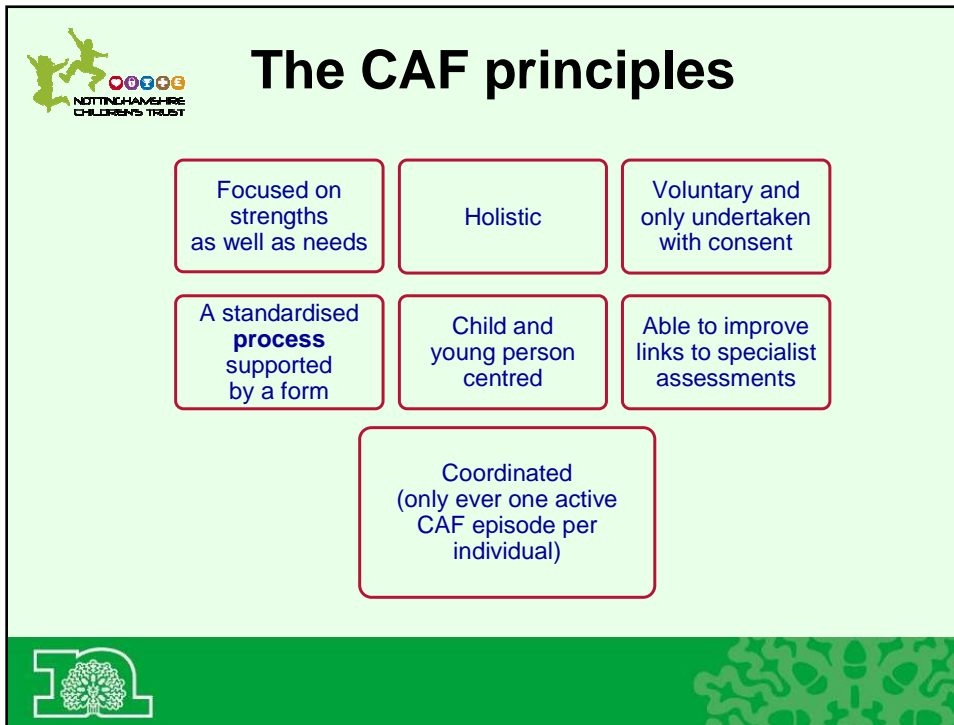 The CAF principles
NOTTINGHAMSHIRE
CHILDREN'S TRUST
Focused on
strengths
as well as needs
Holistic
Voluntary and
only undertaken
with consent
A standardised
process
supported
by a form
Child and
young person
centred
Able to improve
links to specialist
assessments
Coordinated
(only ever one active
CAF episode per
individual)